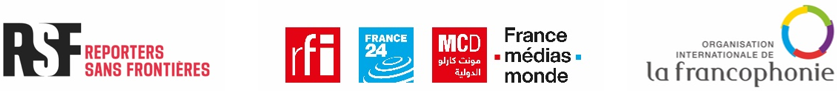 RSF REPORTERS
SANS FRONTIÈRES
rfi
FRANCE
24
MCD
مونت كارلو
الدولية
France
médias
monde
ORGANISATION
INTERNATIONALE DE
la francophonie